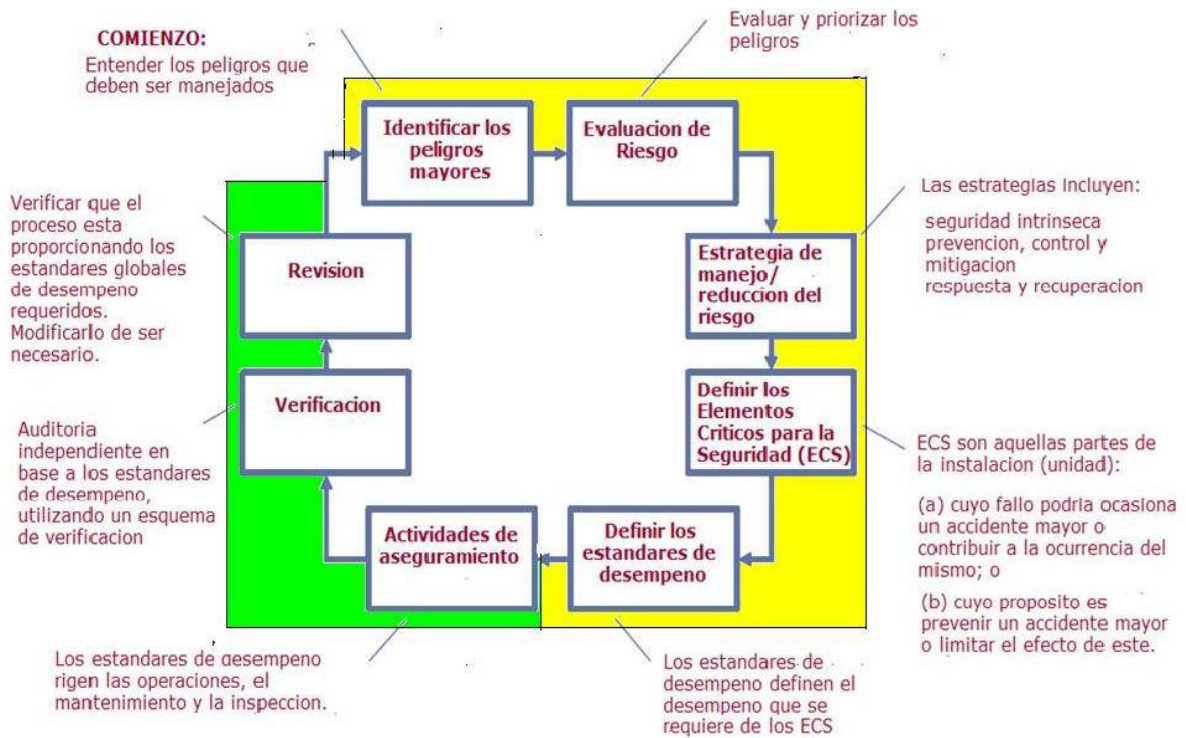 COMIENZO:
Entender los peligros que
deben ser manejados
Evaluar y priorizar los
peligros
Identificar los
peligros
mayores
Evaluacion de
Riesgo
Las estrategias incluyen:
seguridad intrinseca
prevencion, control y
mitigacion
respuesta y recuperacion
Estrategia de
manejo/
reduccion del
riesgo
Definir los
Elementos
Criticos para la
Seguridad (ECS)
ECS son aquellas partes de
la instalacion (unidad):
(a) cuyo fallo podria ocasiona
un accidente mayor o
contribuir a la ocurrencia del
mismo; o
(b) cuyo proposito es
prevenir un accidente mayor
o limitar el efecto de este.
Definir los
estandares de
desempeno
Los estandares de
desempeno definen el
desempeno que se
requiere de los ECS
Actividades de
aseguramiento
Los estandares de desempeno
rigen las operaciones, el
mantenimiento y la inspeccion.
Verificacion
Auditoria
independiente en
base a los estandares
de desempeno,
utilizando un esquema
de verificacion
Revision
Verificar que el
proceso esta
proporcionando los
estandares globales
de desempeno
requeridos.
Modificarlo de ser
necesario.